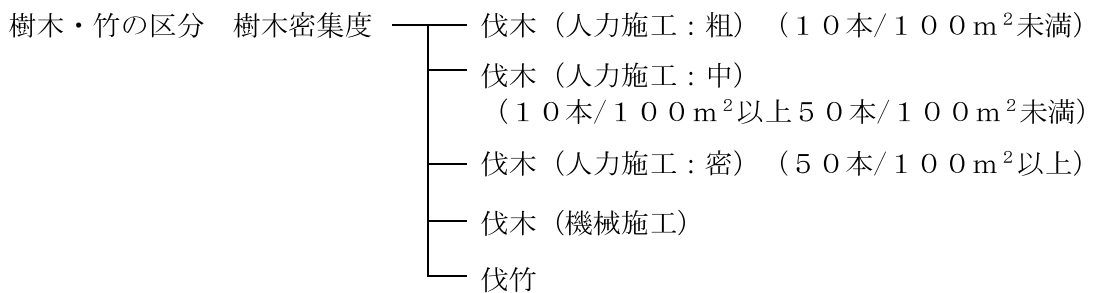 樹木・竹の区分　樹木密集度　伐木（人力施工：粗）（１０本/１００ｍ²未満）
伐木（人力施工：中）
（１０本/１００ｍ²以上５０本/１００ｍ²未満）
伐木（人力施工：密）（５０本/１００ｍ²以上）
伐木（機械施工）
伐竹